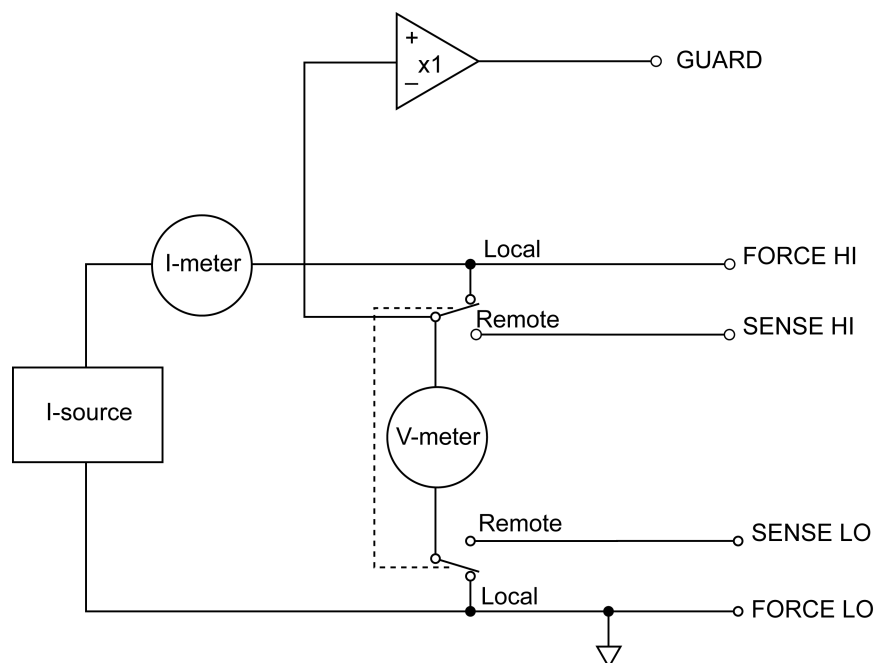 +
x1
–
GUARD
Local
FORCE HI
I-meter
Remote
SENSE HI
I-source
V-meter
Remote
SENSE LO
Local
FORCE LO